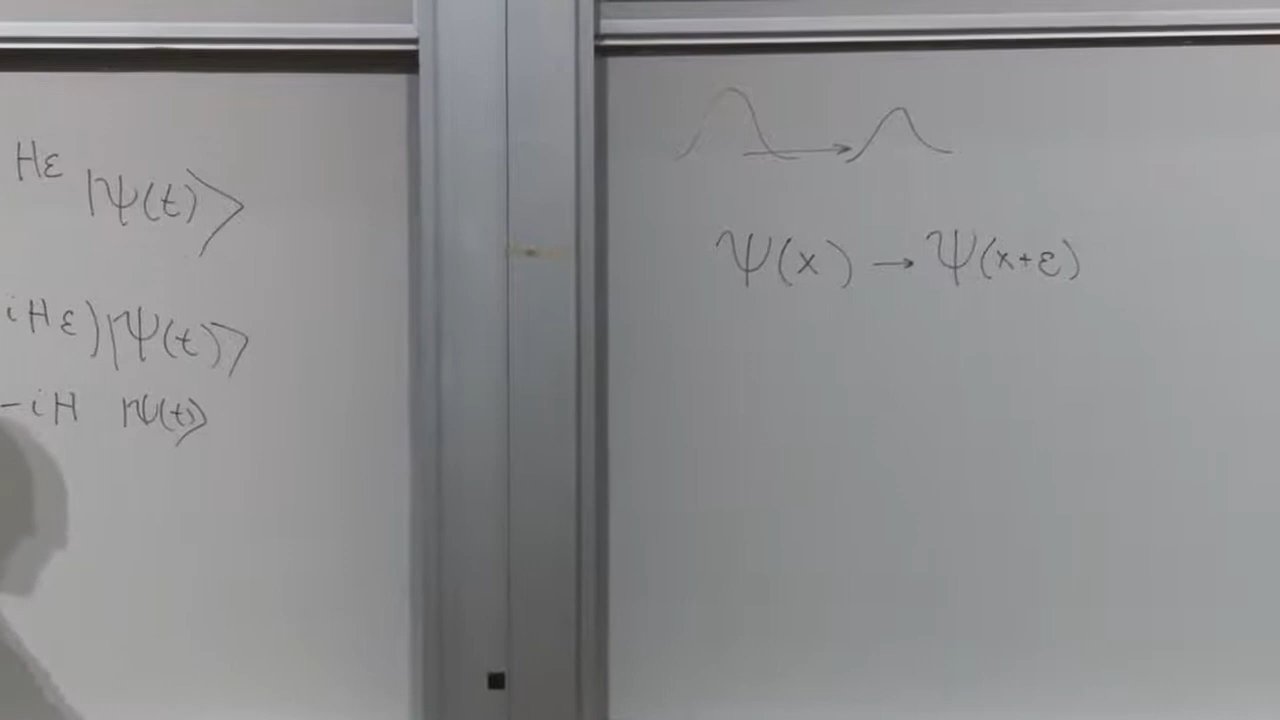 Hε |Ψ(t)⟩
iHε)|Ψ(t)⟩
-iH |Ψ(t)⟩
Ψ(x) → Ψ(x+ε)